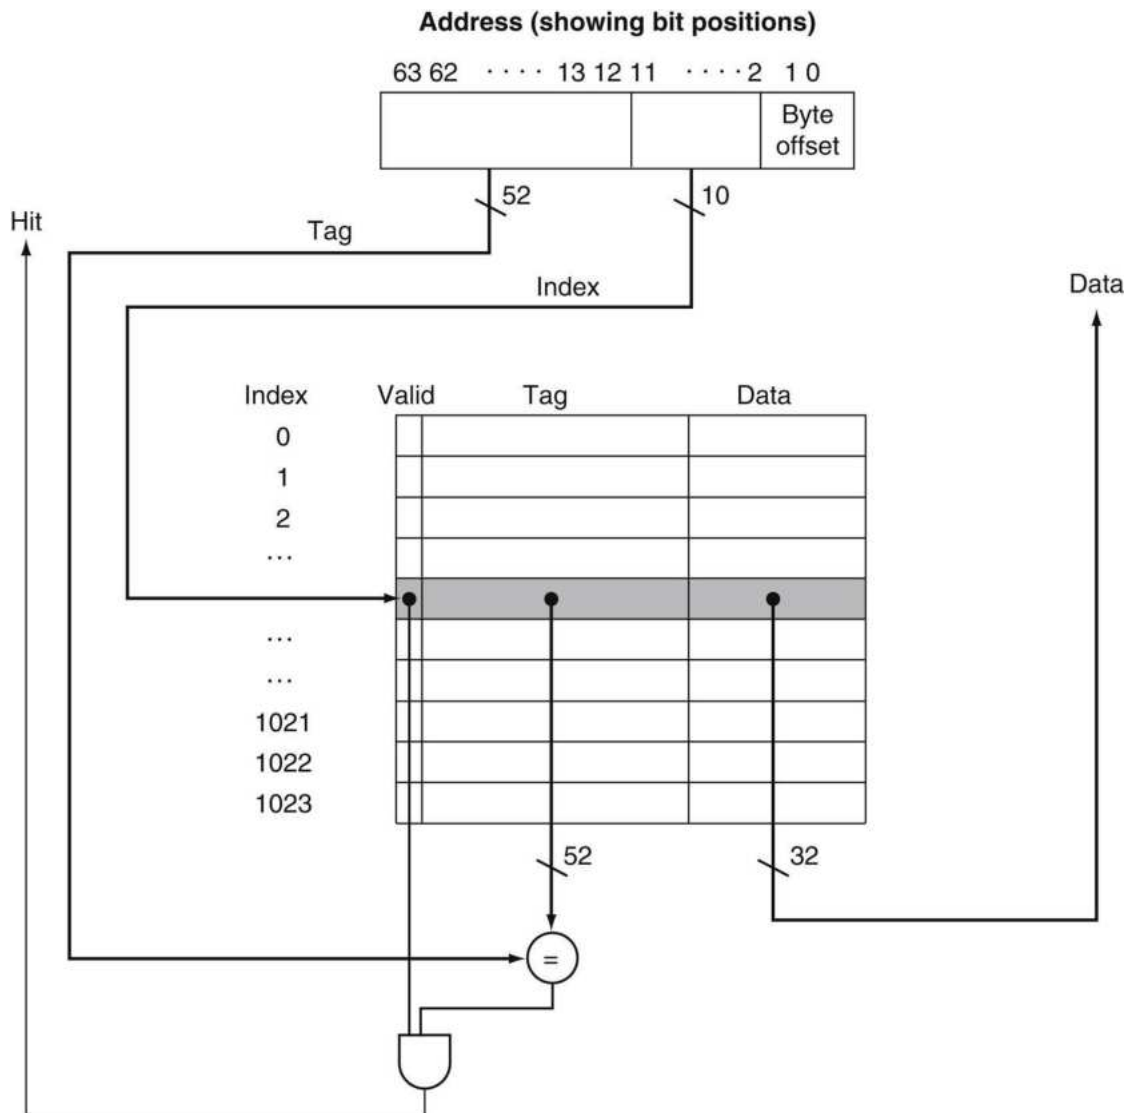 Address (showing bit positions)
63 62 · · · · 13 12 11 · · · · 2 1 0
Byte
offset
52 10
Hit
Tag
Index
Data
Index Valid Tag Data
0
1
2
···
···
···
1021
1022
1023
52 32
=